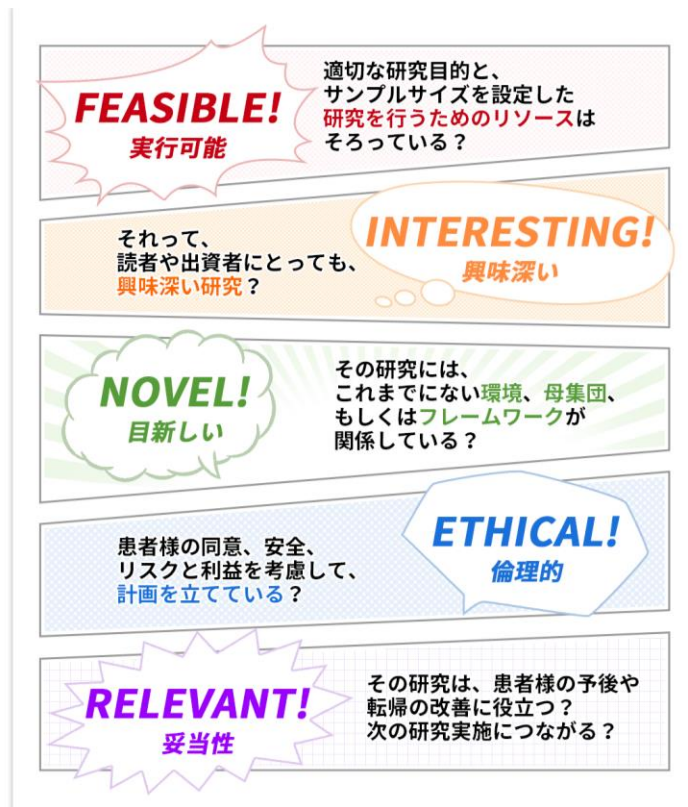 FEASIBLE!
実行可能
適切な研究目的と、
サンプルサイズを設定した
研究を行うためのリソースは
そろっている？
それって、
読者や出資者にとっても、
興味深い研究？
INTERESTING!
興味深い
NOVEL!
目新しい
その研究には、
これまでにない環境、母集団、
もしくはフレームワークが
関係している？
患者様の同意、安全、
リスクと利益を考慮して、
計画を立てている？
ETHICAL!
倫理的
RELEVANT!
妥当性
その研究は、患者様の予後や
転帰の改善に役立つ？
次の研究実施につながる？